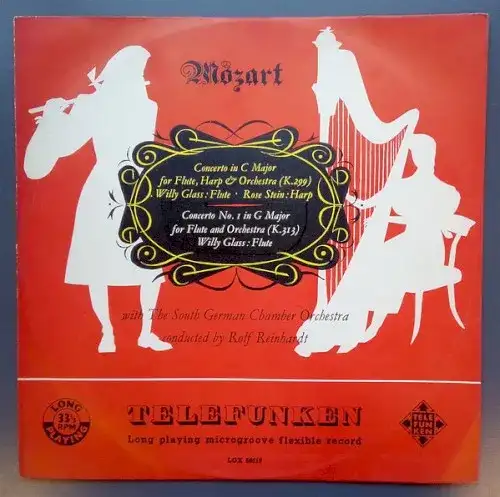 Mozart
Concerto in C Major
for Flute, Harp & Orchestra (K.299)
Willy Glass : Flute · Rose Stein : Harp
Concerto No. 1 in G Major
for Flute and Orchestra (K.313)
Willy Glass : Flute
with The South German Chamber Orchestra
conducted by Rolf Reinhardt
LONG
33⅓
RPM
PLAYING
TELEFUNKEN
Long playing microgroove flexible record
TELE
FUN
KEN
LGX